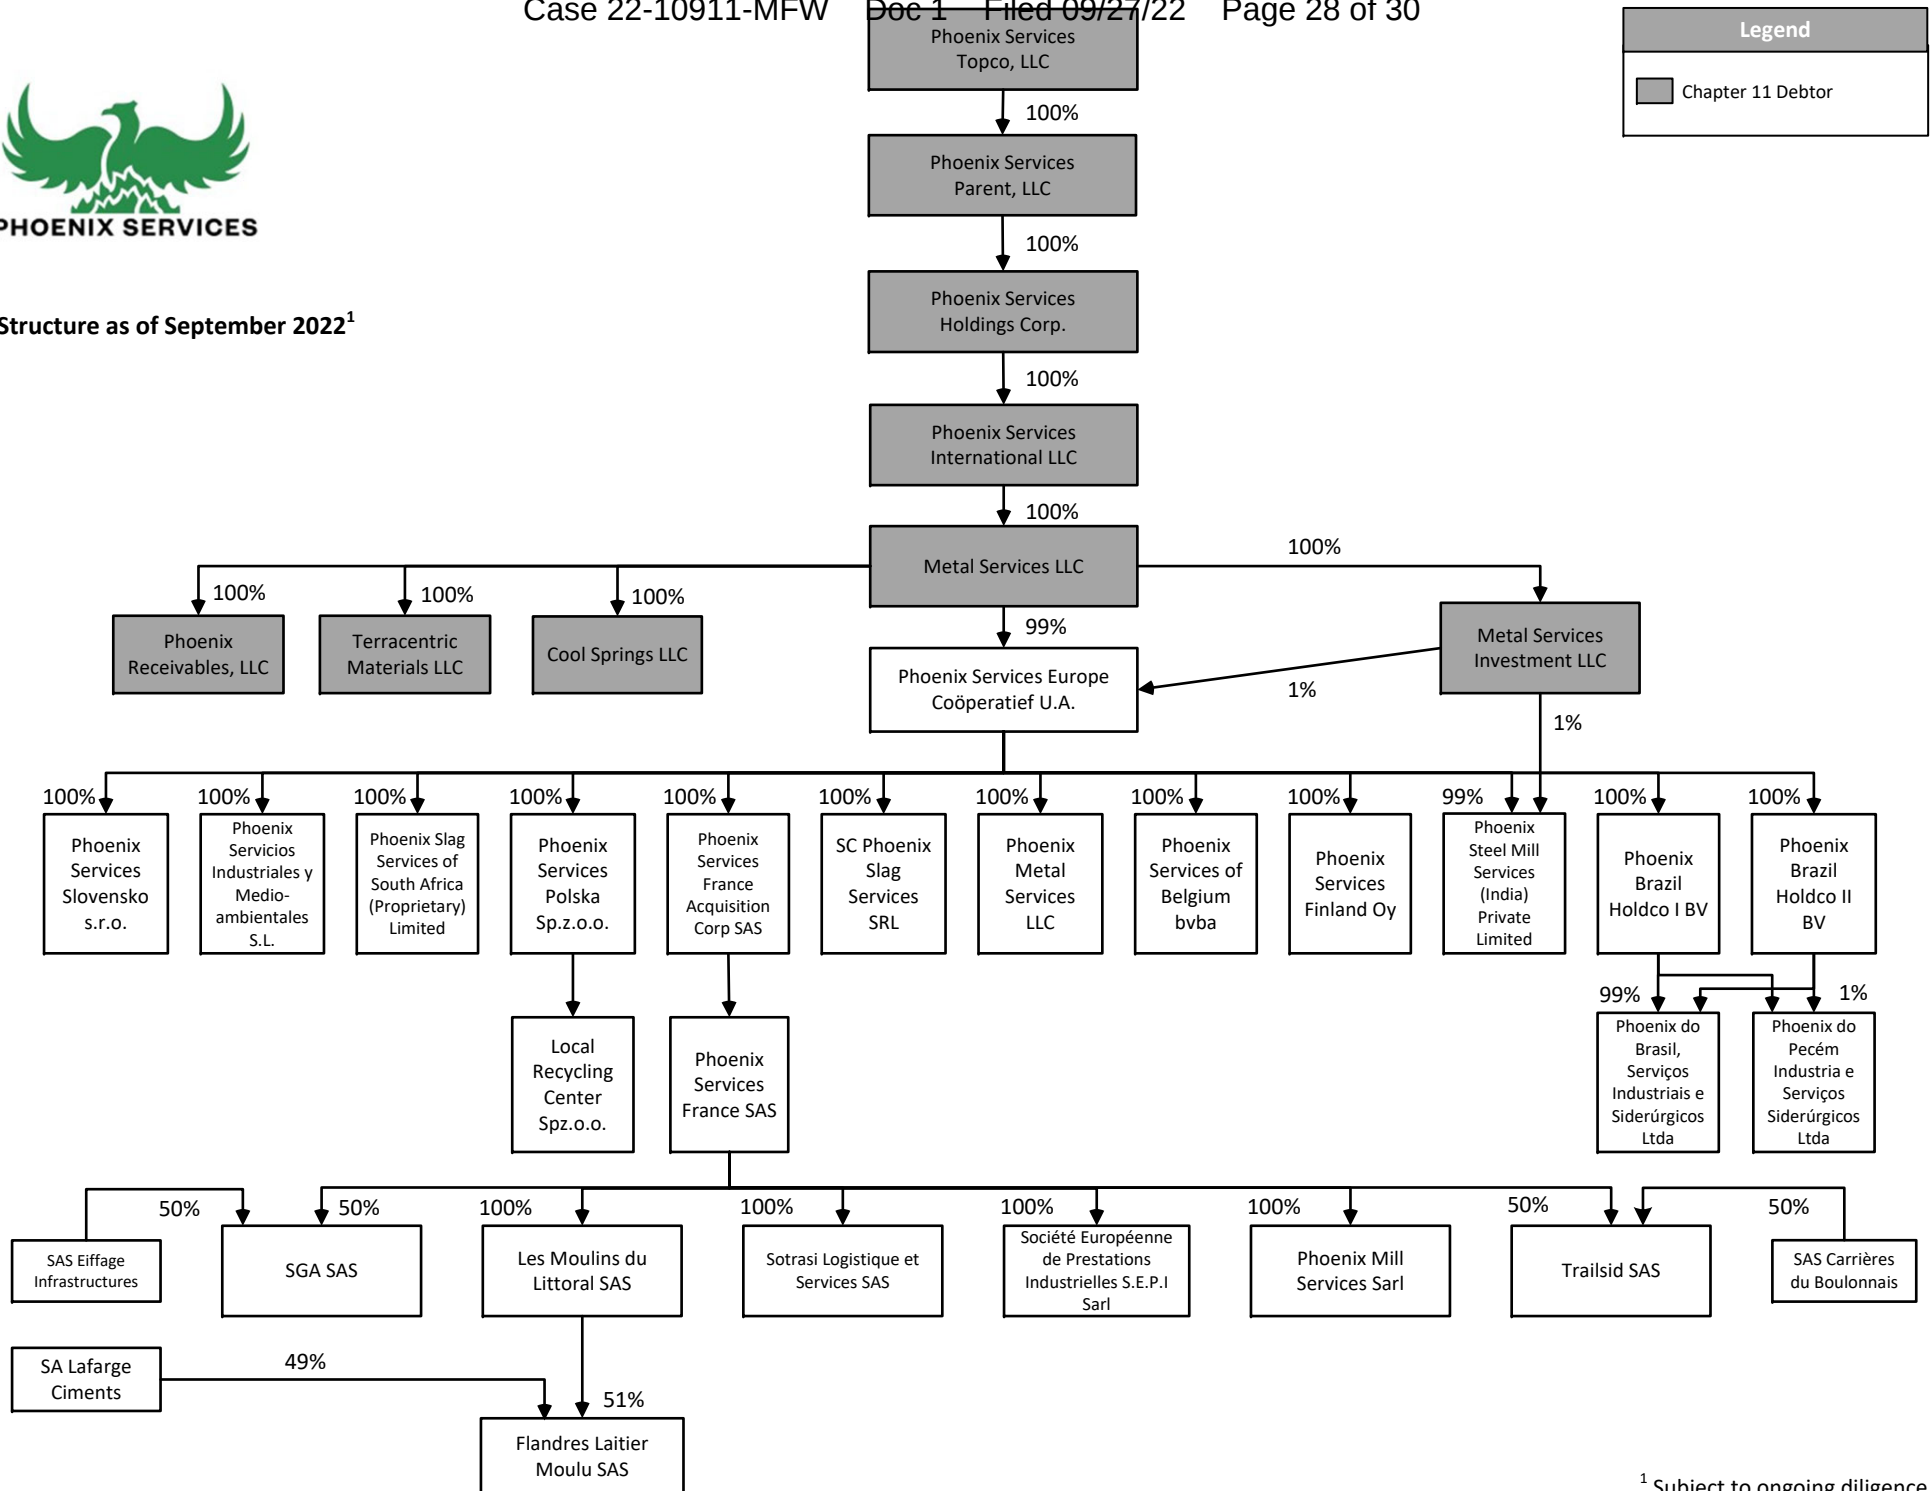 Case 22-10911-MFW Doc 1 Filed 09/27/22 Page 28 of 30
Phoenix Services
Topco, LLC
Legend
Chapter 11 Debtor
100%
PHOENIX SERVICES
Phoenix Services
Parent, LLC
100%
Phoenix Services
Holdings Corp.
Structure as of September 2022¹
100%
Phoenix Services
International LLC
100%
Metal Services LLC
100%
100%
100%
100%
99%
Phoenix
Receivables, LLC
Terracentric
Materials LLC
Cool Springs LLC
Metal Services
Investment LLC
Phoenix Services Europe
Coöperatief U.A.
1%
1%
100%
100%
100%
100%
100%
100%
100%
100%
100%
99%
100%
100%
Phoenix
Services
Slovensko
s.r.o.
Phoenix
Servicios
Industriales y
Medio-
ambientales
S.L.
Phoenix Slag
Services of
South Africa
(Proprietary)
Limited
Phoenix
Services
Polska
Sp.z.o.o.
Phoenix
Services
France
Acquisition
Corp SAS
SC Phoenix
Slag
Services
SRL
Phoenix
Metal
Services
LLC
Phoenix
Services of
Belgium
bvba
Phoenix
Services
Finland Oy
Phoenix
Steel Mill
Services
(India)
Private
Limited
Phoenix
Brazil
Holdco I BV
Phoenix
Brazil
Holdco II
BV
99%
1%
Local
Recycling
Center
Spz.o.o.
Phoenix
Services
France SAS
Phoenix do
Brasil,
Serviços
Industriais e
Siderúrgicos
Ltda
Phoenix do
Pecém
Industria e
Serviços
Siderúrgicos
Ltda
50%
50%
100%
100%
100%
100%
50%
50%
SAS Eiffage
Infrastructures
SGA SAS
Les Moulins du
Littoral SAS
Sotrasi Logistique et
Services SAS
Société Européenne
de Prestations
Industrielles S.E.P.I
Sarl
Phoenix Mill
Services Sarl
Trailsid SAS
SAS Carrières
du Boulonnais
SA Lafarge
Ciments
49%
51%
Flandres Laitier
Moulu SAS
¹ Subject to ongoing diligence